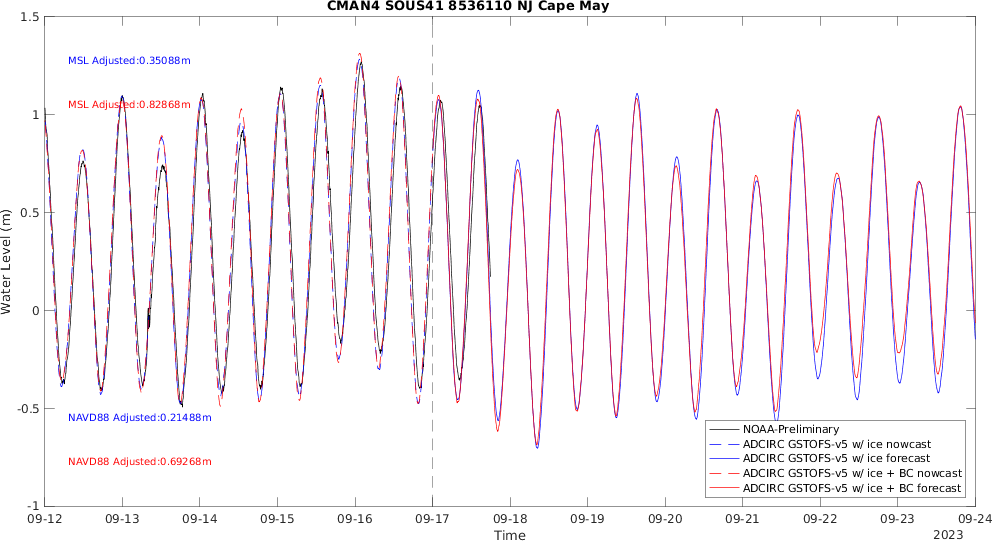 CMAN4 SOUS41 8536110 NJ Cape May
1.5
1
0.5
0
-0.5
-1
Water Level (m)
MSL Adjusted:0.35088m
MSL Adjusted:0.82868m
NAVD88 Adjusted:0.21488m
NAVD88 Adjusted:0.69268m
NOAA-Preliminary
ADCIRC GSTOFS-v5 w/ ice nowcast
ADCIRC GSTOFS-v5 w/ ice forecast
ADCIRC GSTOFS-v5 w/ ice + BC nowcast
ADCIRC GSTOFS-v5 w/ ice + BC forecast
09-12 09-13 09-14 09-15 09-16 09-17 09-18 09-19 09-20 09-21 09-22 09-23 09-24
Time
2023